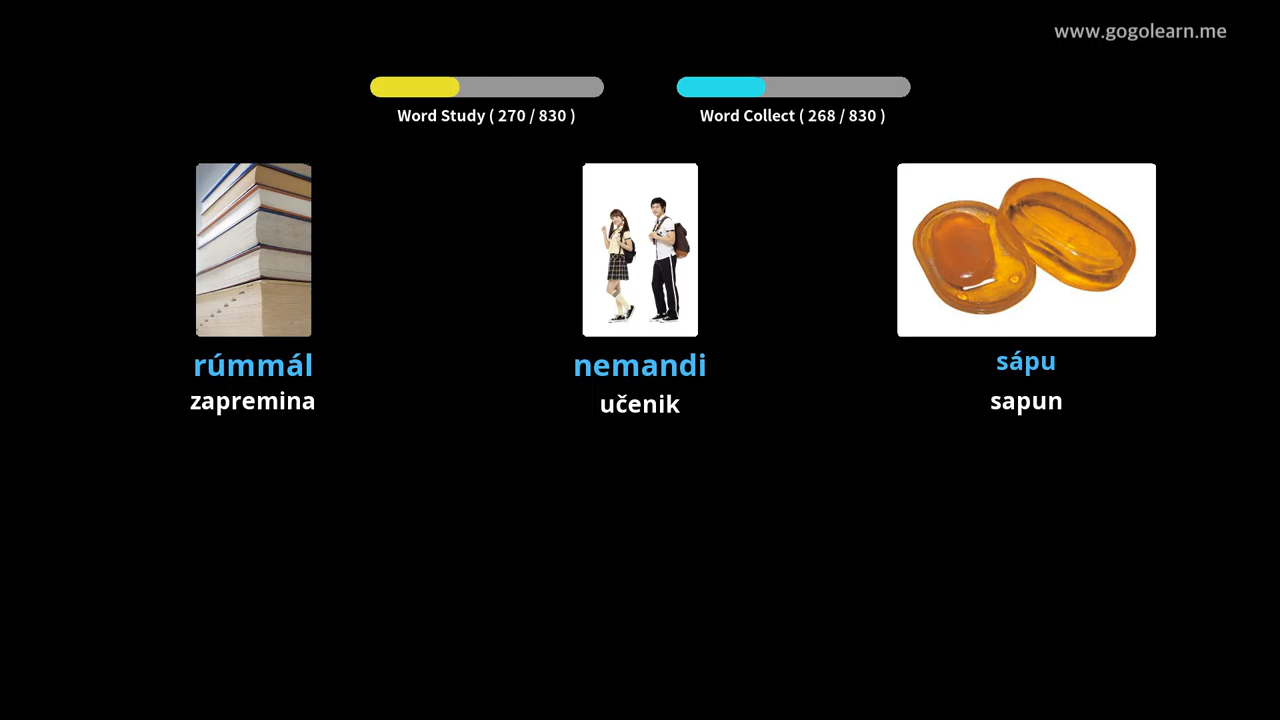 www.gogolearn.me
Word Study ( 270 / 830 )
Word Collect ( 268 / 830 )
rúmmál
zapremina
nemandi
učenik
sápu
sapun